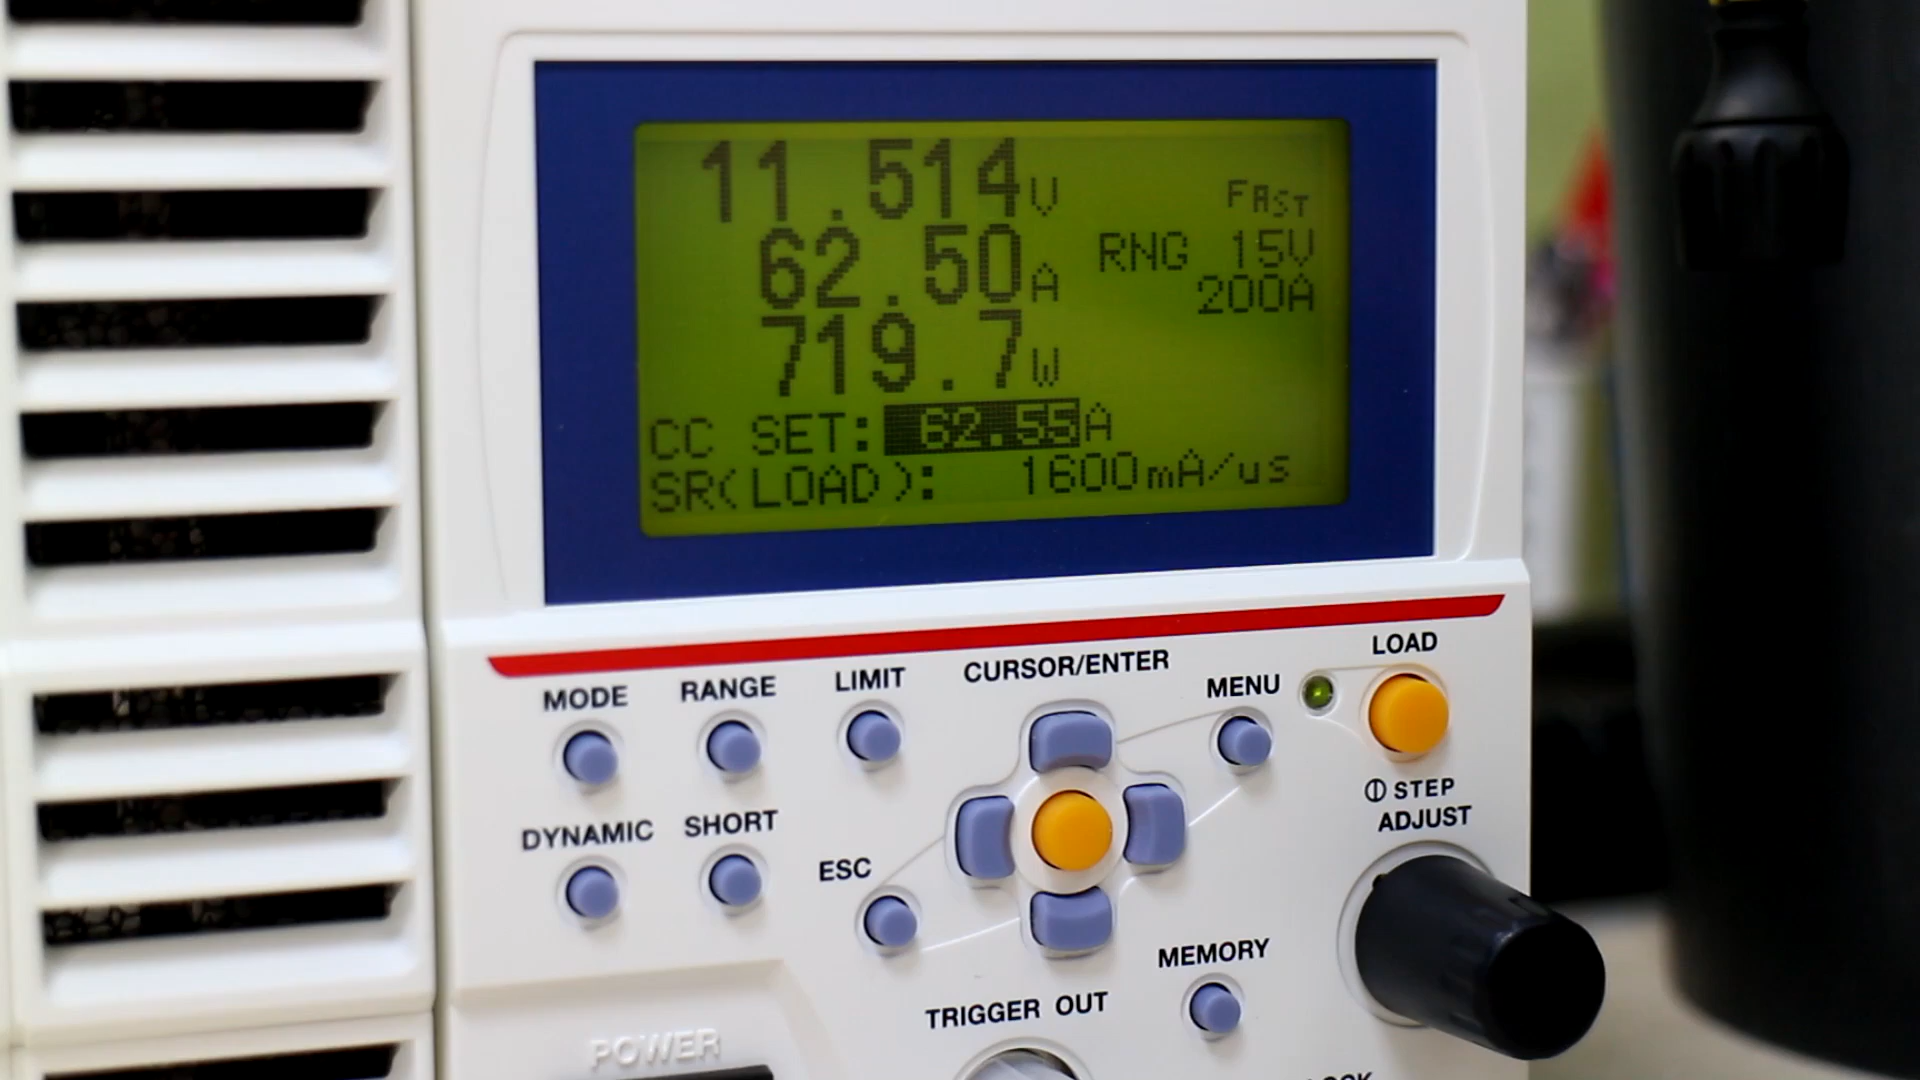 11.514V
FAST
62.50A
RNG 15V
200A
719.7W
CC SET: 62.55A
SR(LOAD): 1600mA/us
LOAD
CURSOR/ENTER
MODE RANGE LIMIT
MENU
STEP
ADJUST
DYNAMIC SHORT
ESC
MEMORY
TRIGGER OUT
POWER